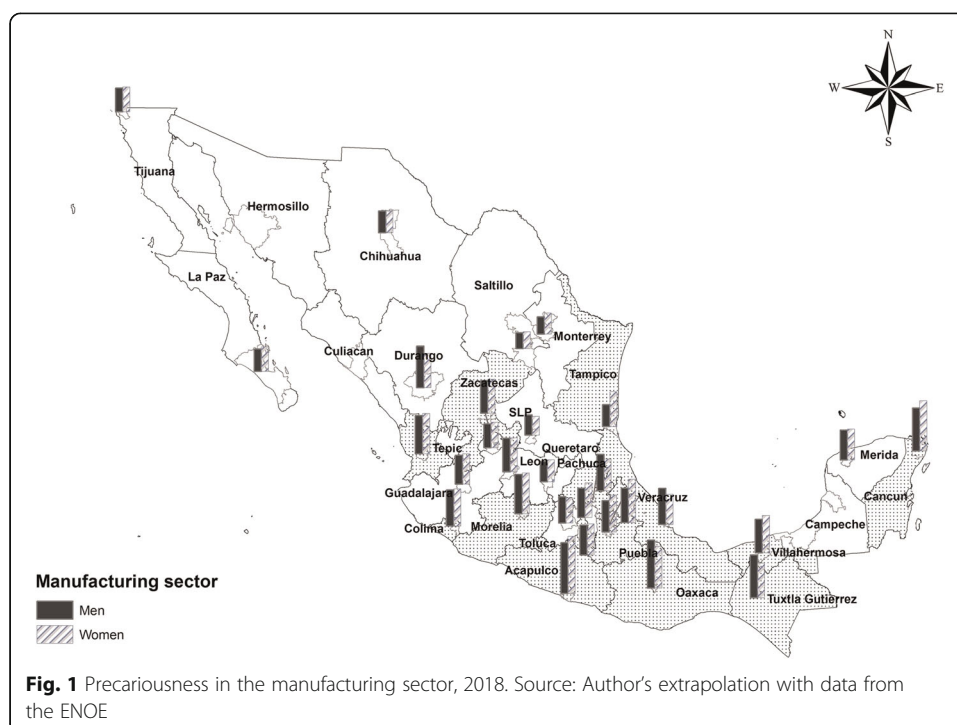 N
W E
S
Tijuana
Hermosillo
Chihuahua
La Paz
Saltillo
Monterrey
Culiacán
Durango
Tampico
Zacatecas
SLP
Queretaro
Tepic
Leon
Pachuca
Merida
Guadalajara
Cancun
Veracruz
Colima
Morelia
Campeche
Toluca
Villahermosa
Puebla
Acapulco
Oaxaca
Tuxtla Gutierrez
Manufacturing sector
Men
Women
Fig. 1 Precariousness in the manufacturing sector, 2018. Source: Author's extrapolation with data from
the ENOE